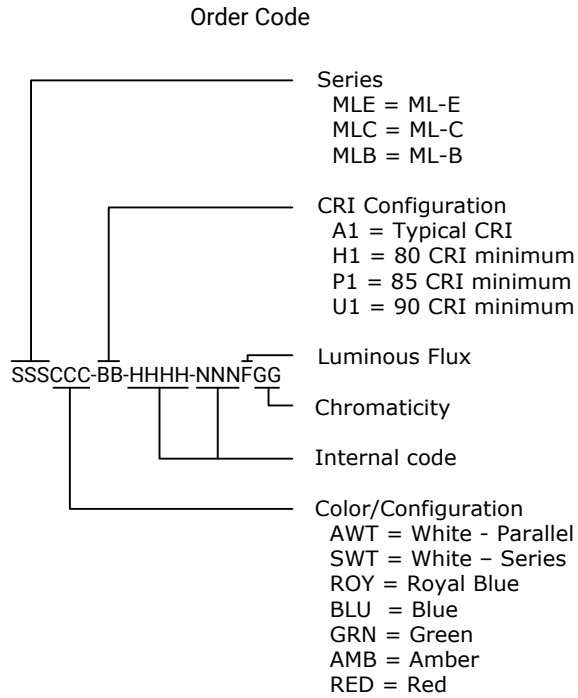 Order Code
Series
MLE = ML-E
MLC = ML-C
MLB = ML-B
CRI Configuration
A1 = Typical CRI
H1 = 80 CRI minimum
P1 = 85 CRI minimum
U1 = 90 CRI minimum
SSSCCC-BB-HHHH-NNNFGG
Luminous Flux
Chromaticity
Internal code
Color/Configuration
AWT = White - Parallel
SWT = White – Series
ROY = Royal Blue
BLU = Blue
GRN = Green
AMB = Amber
RED = Red